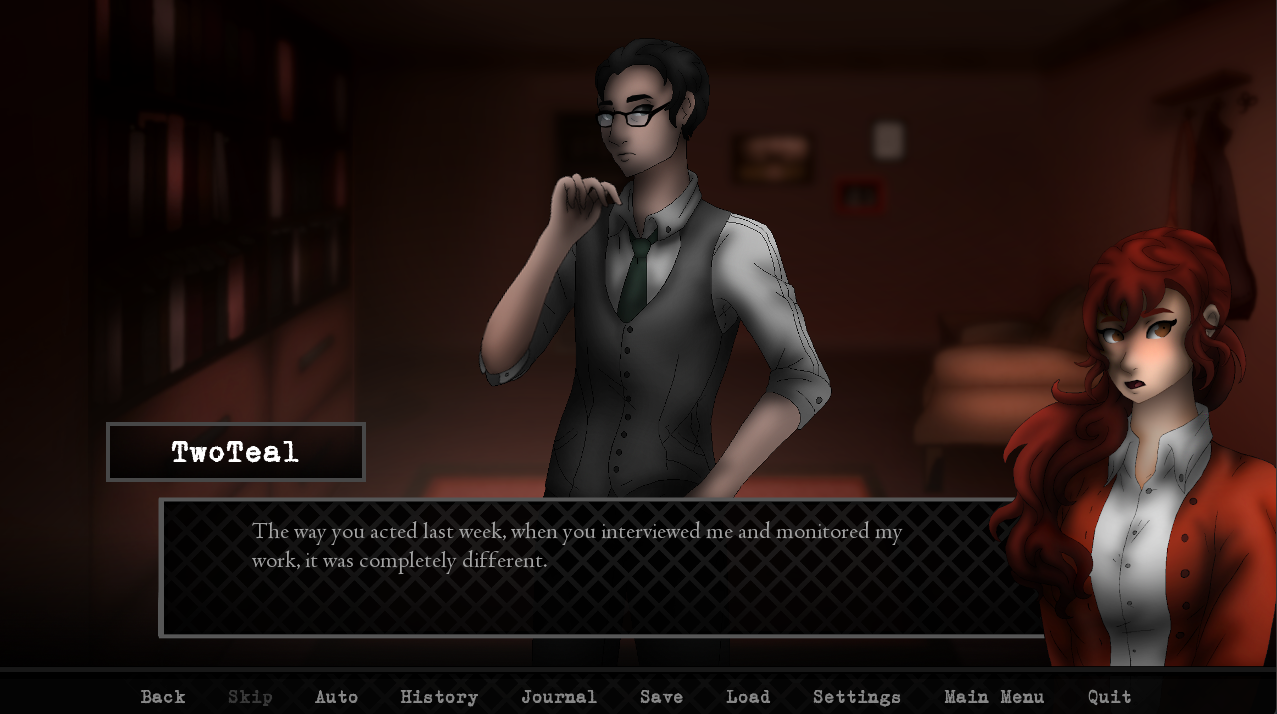 TwoTeal
The way you acted last week, when you interviewed me and monitored my
work, it was completely different.
Back Skip Auto History Journal Save Load Settings Main Menu Quit